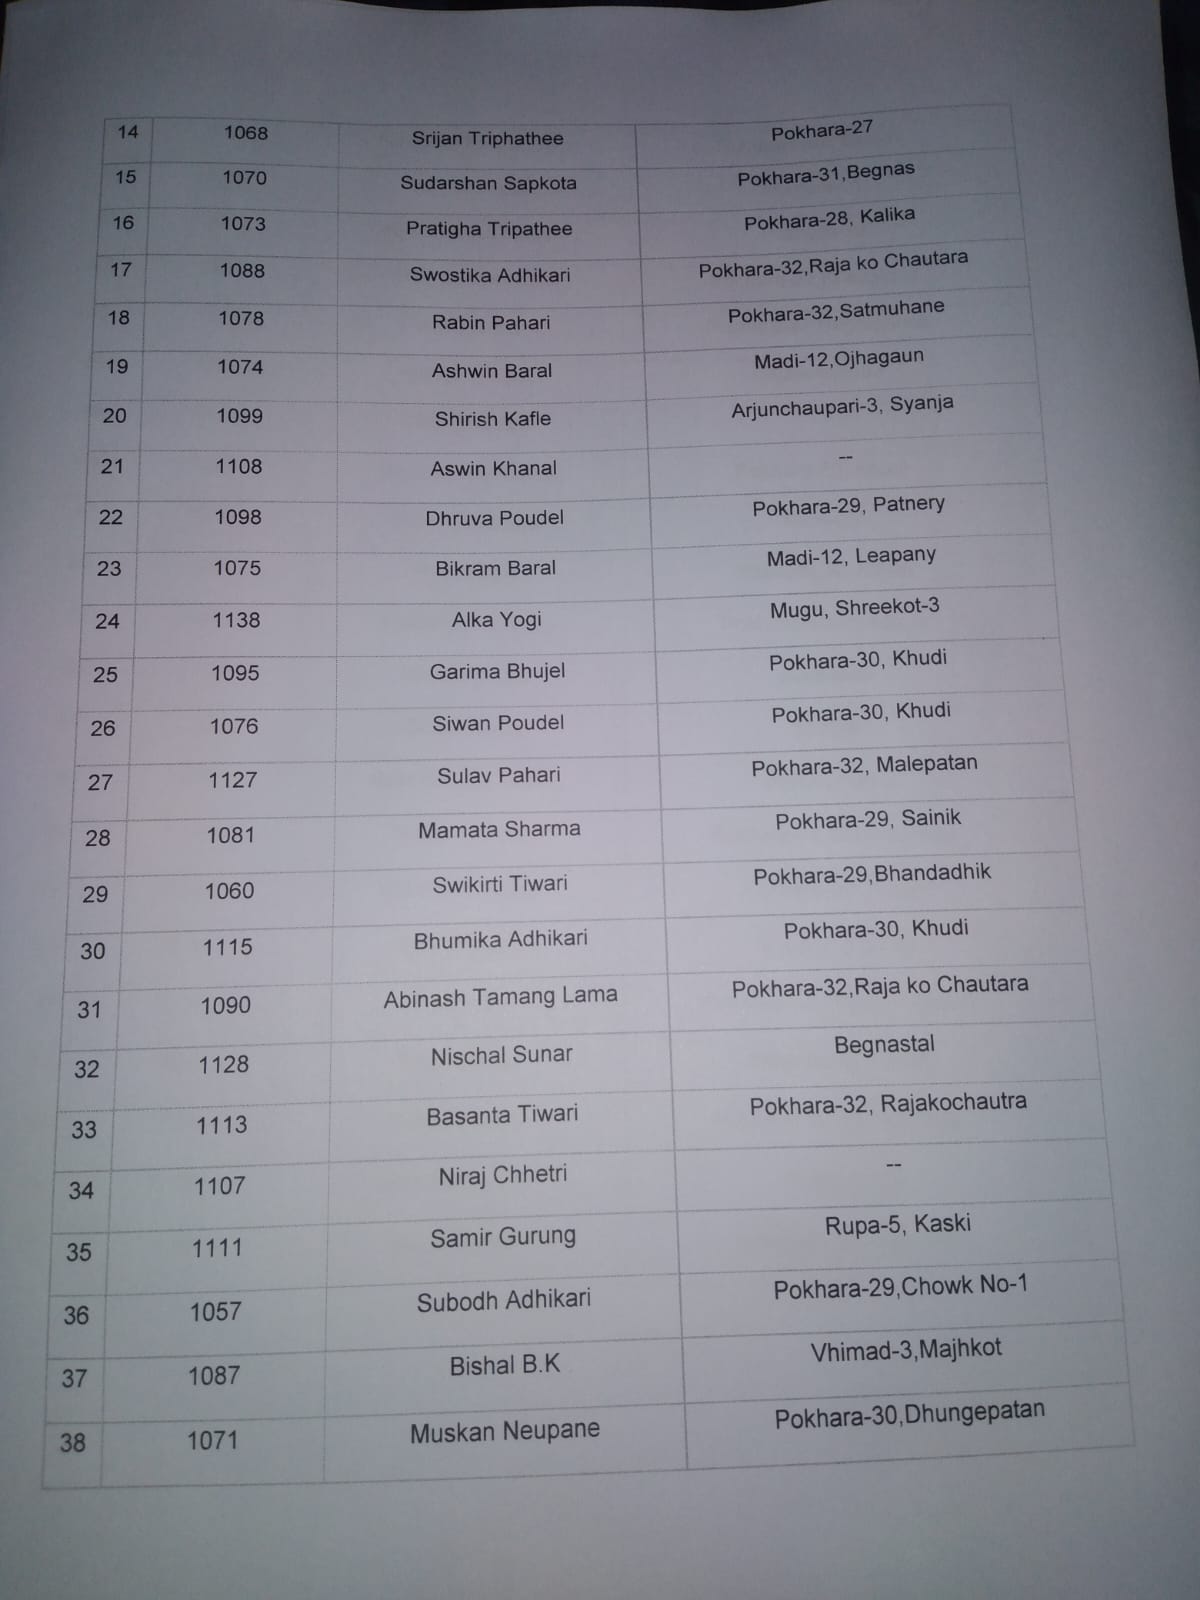 14 1068 Srijan Triphathee Pokhara-27
15 1070 Sudarshan Sapkota Pokhara-31,Begnas
16 1073 Pratigha Tripathee Pokhara-28, Kalika
17 1088 Swostika Adhikari Pokhara-32,Raja ko Chautara
18 1078 Rabin Pahari Pokhara-32,Satmuhane
19 1074 Ashwin Baral Madi-12,Ojhagaun
20 1099 Shirish Kafle Arjunchaupari-3, Syanja
21 1108 Aswin Khanal --
22 1098 Dhruva Poudel Pokhara-29, Patnery
23 1075 Bikram Baral Madi-12, Leapany
24 1138 Alka Yogi Mugu, Shreekot-3
25 1095 Garima Bhujel Pokhara-30, Khudi
26 1076 Siwan Poudel Pokhara-30, Khudi
27 1127 Sulav Pahari Pokhara-32, Malepatan
28 1081 Mamata Sharma Pokhara-29, Sainik
29 1060 Swikirti Tiwari Pokhara-29,Bhandadhik
30 1115 Bhumika Adhikari Pokhara-30, Khudi
31 1090 Abinash Tamang Lama Pokhara-32,Raja ko Chautara
32 1128 Nischal Sunar Begnastal
33 1113 Basanta Tiwari Pokhara-32, Rajakochautra
34 1107 Niraj Chhetri --
35 1111 Samir Gurung Rupa-5, Kaski
36 1057 Subodh Adhikari Pokhara-29,Chowk No-1
37 1087 Bishal B.K Vhimad-3,Majhkot
38 1071 Muskan Neupane Pokhara-30,Dhungepatan